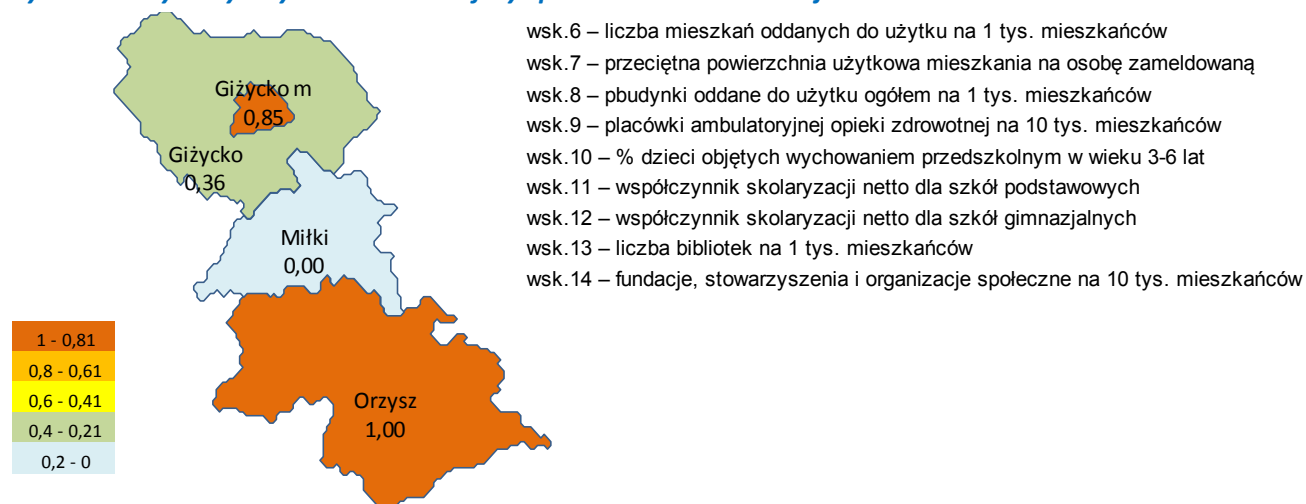 wsk.6 – liczba mieszkań oddanych do użytku na 1 tys. mieszkańców
wsk.7 – przeciętna powierzchnia użytkowa mieszkania na osobę zameldowaną
wsk.8 – pbudynki oddane do użytku ogółem na 1 tys. mieszkańców
wsk.9 – placówki ambulatoryjnej opieki zdrowotnej na 10 tys. mieszkańców
wsk.10 – % dzieci objętych wychowaniem przedszkolnym w wieku 3-6 lat
wsk.11 – współczynnik skolaryzacji netto dla szkół podstawowych
wsk.12 – współczynnik skolaryzacji netto dla szkół gimnazjalnych
wsk.13 – liczba bibliotek na 1 tys. mieszkańców
wsk.14 – fundacje, stowarzyszenia i organizacje społeczne na 10 tys. mieszkańców
Giżycko m
0,85
Giżycko
0,36
Miłki
0,00
Orzysz
1,00
1 - 0,81
0,8 - 0,61
0,6 - 0,41
0,4 - 0,21
0,2 - 0